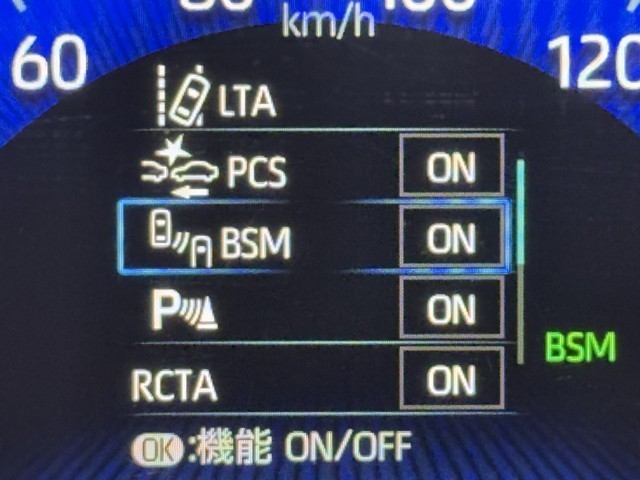 km/h
60 120
LTA
PCS ON
BSM ON
P ON
BSM
RCTA ON
OK:機能 ON/OFF